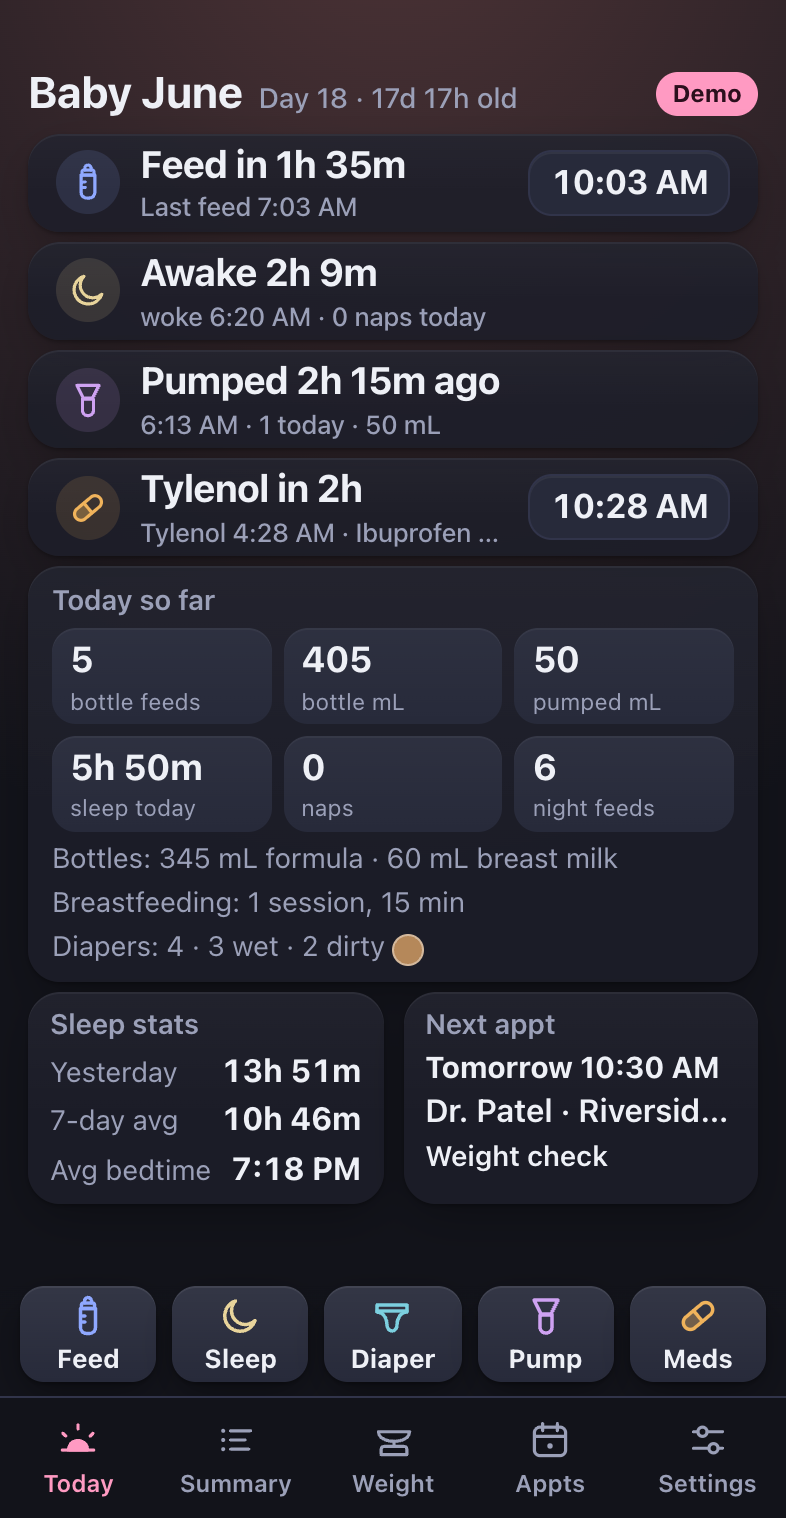 Baby June Day 18 · 17d 17h old Demo
Feed in 1h 35m
Last feed 7:03 AM
10:03 AM
Awake 2h 9m
woke 6:20 AM · 0 naps today
Pumped 2h 15m ago
6:13 AM · 1 today · 50 mL
Tylenol in 2h
Tylenol 4:28 AM · Ibuprofen ...
10:28 AM
Today so far
5
bottle feeds
405
bottle mL
50
pumped mL
5h 50m
sleep today
0
naps
6
night feeds
Bottles: 345 mL formula · 60 mL breast milk
Breastfeeding: 1 session, 15 min
Diapers: 4 · 3 wet · 2 dirty
Sleep stats
Yesterday 13h 51m
7-day avg 10h 46m
Avg bedtime 7:18 PM
Next appt
Tomorrow 10:30 AM
Dr. Patel · Riversid...
Weight check
Feed
Sleep
Diaper
Pump
Meds
Today
Summary
Weight
Appts
Settings